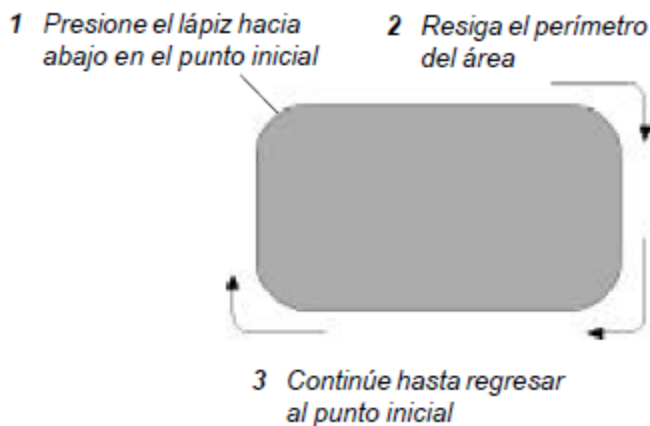 1 Presione el lápiz hacia
abajo en el punto inicial
2 Resiga el perímetro
del área
3 Continúe hasta regresar
al punto inicial